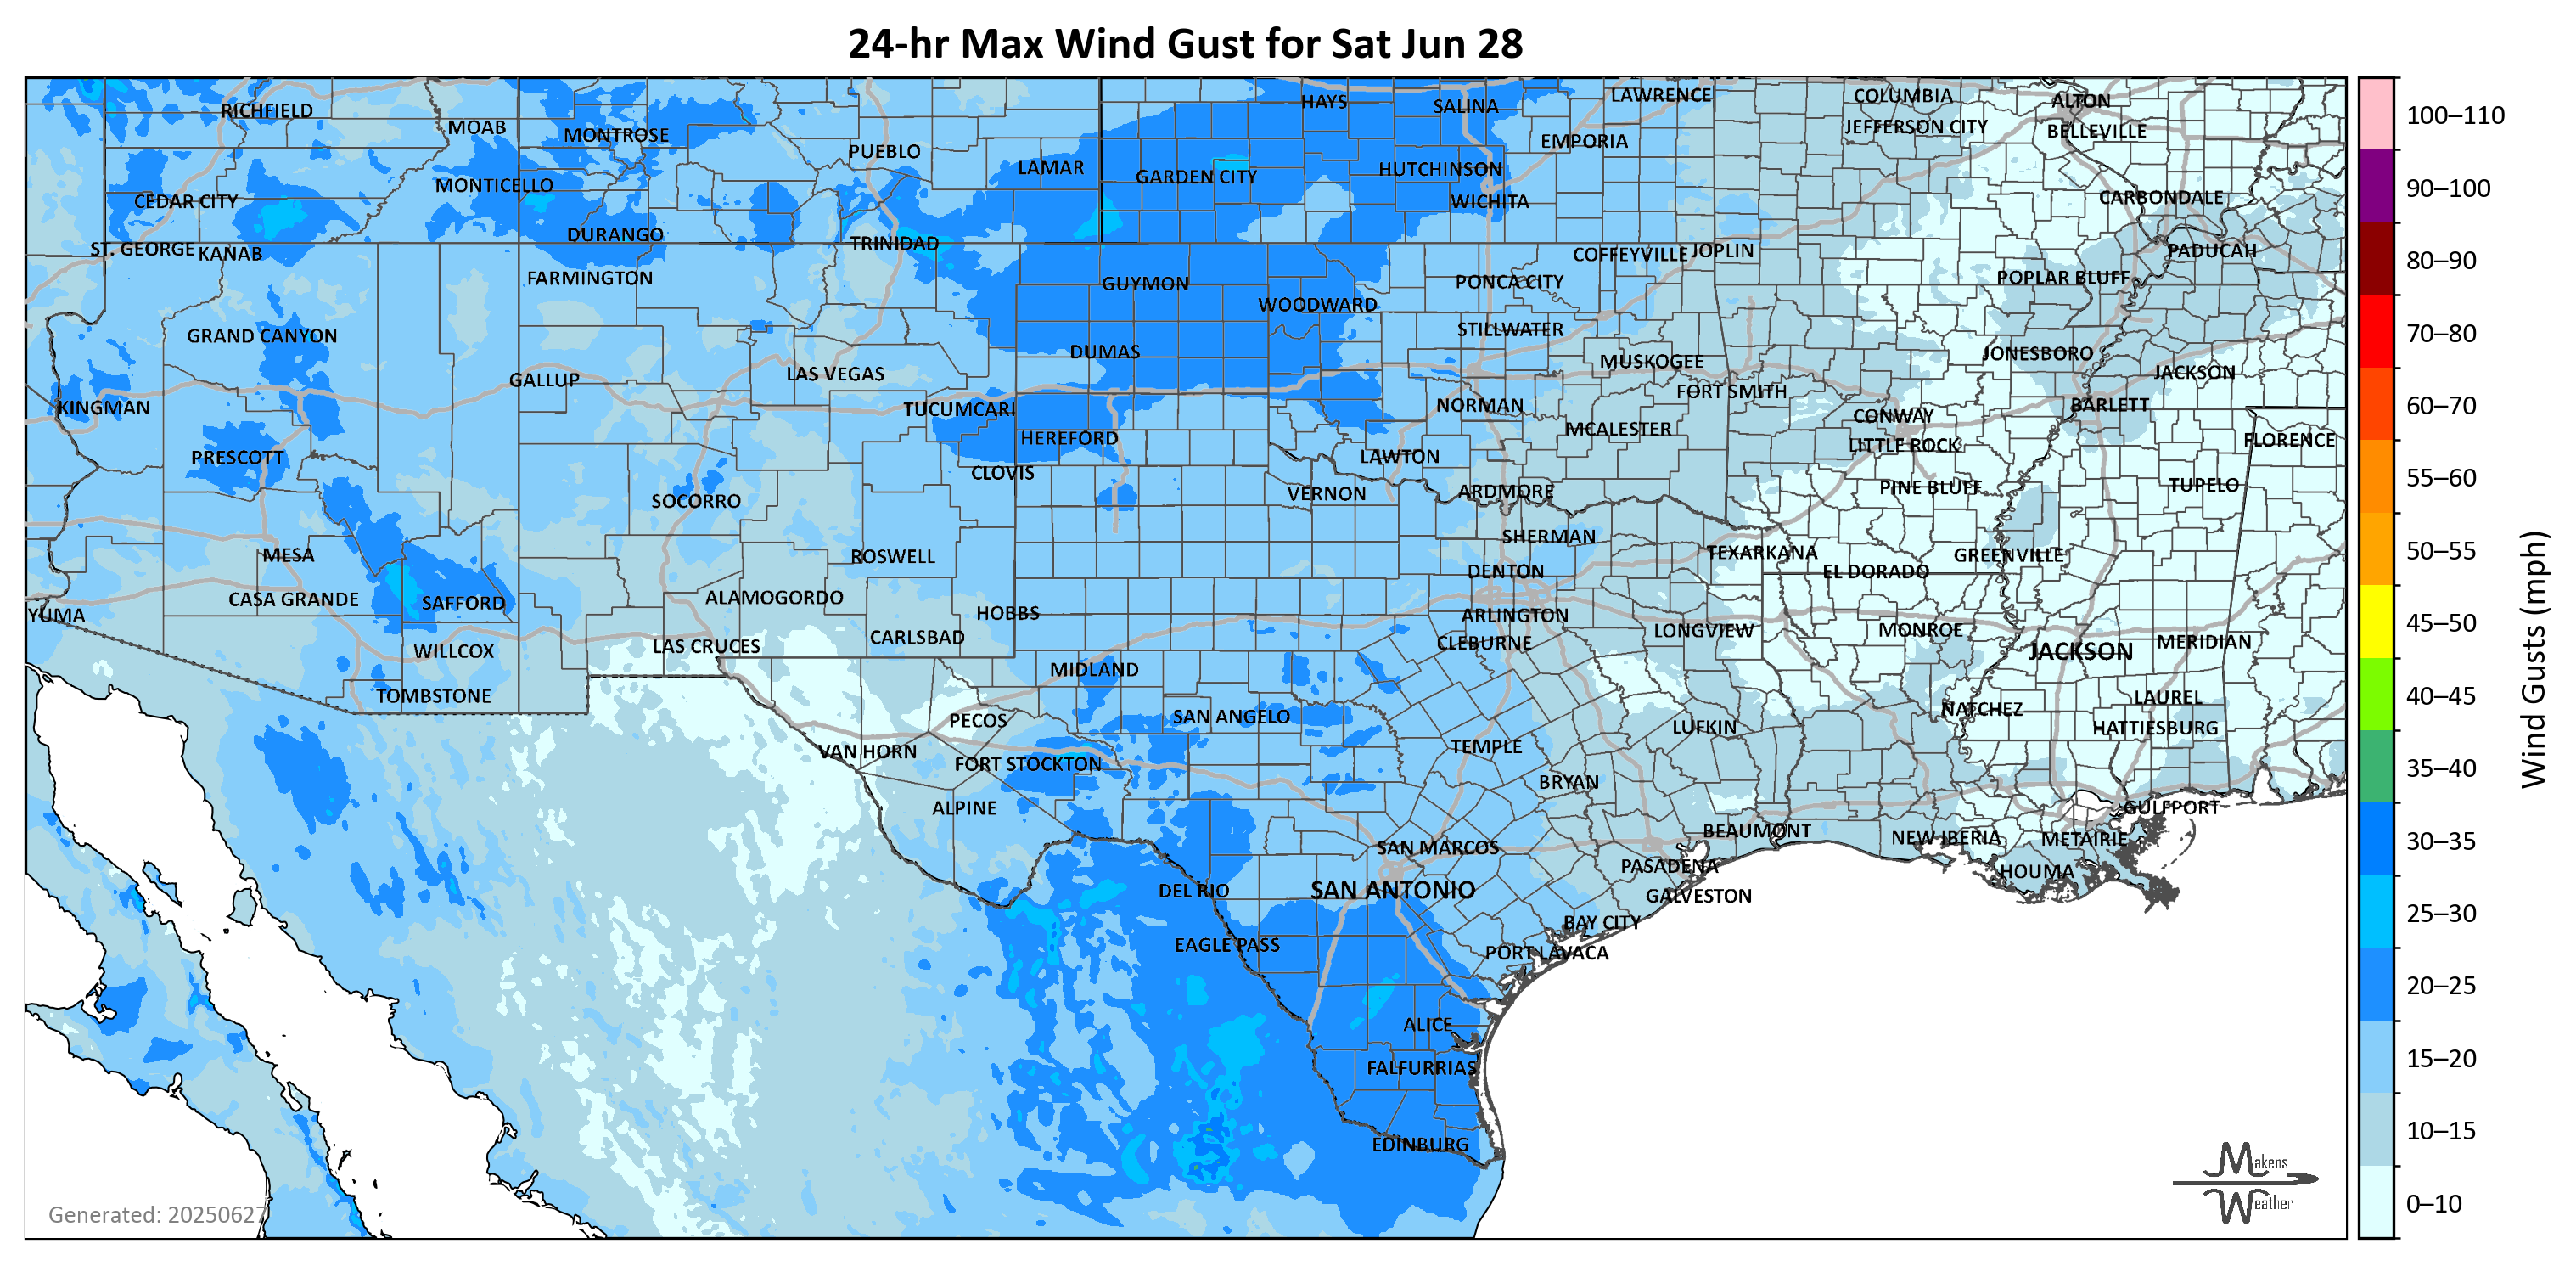 24-hr Max Wind Gust for Sat Jun 28
RICHFIELD
MOAB
MONTROSE
PUEBLO
LAMAR
HAYS
SALINA
LAWRENCE
COLUMBIA
ALTON
JEFFERSON CITY
BELLEVILLE
EMPORIA
MONTICELLO
GARDEN CITY
HUTCHINSON
CEDAR CITY
WICHITA
CARBONDALE
ST. GEORGE
KANAB
DURANGO
TRINIDAD
COFFEYVILLE
JOPLIN
PADUCAH
FARMINGTON
GUYMON
PONCA CITY
POPLAR BLUFF
WOODWARD
GRAND CANYON
STILLWATER
DUMAS
MUSKOGEE
JONESBORO
GALLUP
LAS VEGAS
FORT SMITH
JACKSON
KINGMAN
TUCUMCARI
NORMAN
CONWAY
BARLETT
HEREFORD
MCALESTER
LITTLE ROCK
FLORENCE
PRESCOTT
CLOVIS
LAWTON
SOCORRO
VERNON
ARDMORE
PINE BLUFF
TUPELO
MESA
ROSWELL
SHERMAN
TEXARKANA
GREENVILLE
DENTON
EL DORADO
CASA GRANDE
SAFFORD
ALAMOGORDO
HOBBS
ARLINGTON
YUMA
WILLCOX
LAS CRUCES
CARLSBAD
CLEBURNE
LONGVIEW
MONROE
JACKSON
MERIDIAN
TOMBSTONE
MIDLAND
LAUREL
PECOS
SAN ANGELO
NATCHEZ
HATTIESBURG
VAN HORN
FORT STOCKTON
TEMPLE
LUFKIN
BRYAN
ALPINE
GULFPORT
SAN MARCOS
BEAUMONT
NEW IBERIA
METAIRIE
DEL RIO
SAN ANTONIO
PASADENA
HOUMA
GALVESTON
EAGLE PASS
BAY CITY
PORT LAVACA
ALICE
FALFURRIAS
EDINBURG
Generated: 20250627
Makens
Weather
100–110
90–100
80–90
70–80
60–70
55–60
50–55
45–50
40–45
35–40
30–35
25–30
20–25
15–20
10–15
0–10
Wind Gusts (mph)